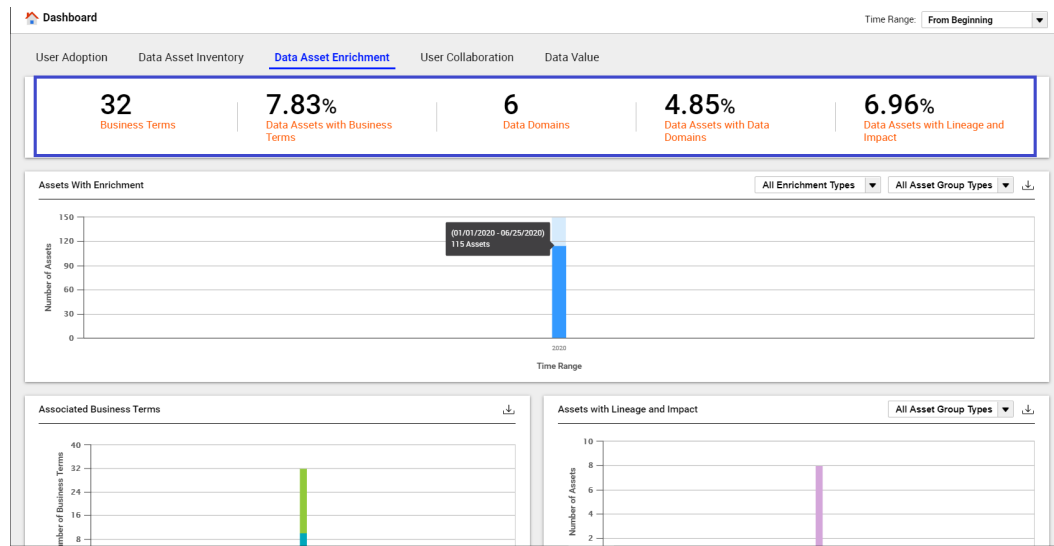 Dashboard
Time Range: From Beginning
User Adoption Data Asset Inventory Data Asset Enrichment User Collaboration Data Value
32 7.83% 6 4.85% 6.96%
Business Terms Data Assets with Business Data Domains Data Assets with Data Data Assets with Lineage and
Terms Domains Impact
Assets With Enrichment All Enrichment Types All Asset Group Types
150
(01/01/2020 - 06/25/2020)
120
115 Assets
90
60
30
0
Number of Assets
2020
Time Range
Associated Business Terms
40
32
24
16
8
of Business Terms
Assets with Lineage and Impact All Asset Group Types
10
8
6
4
2
Number of Assets